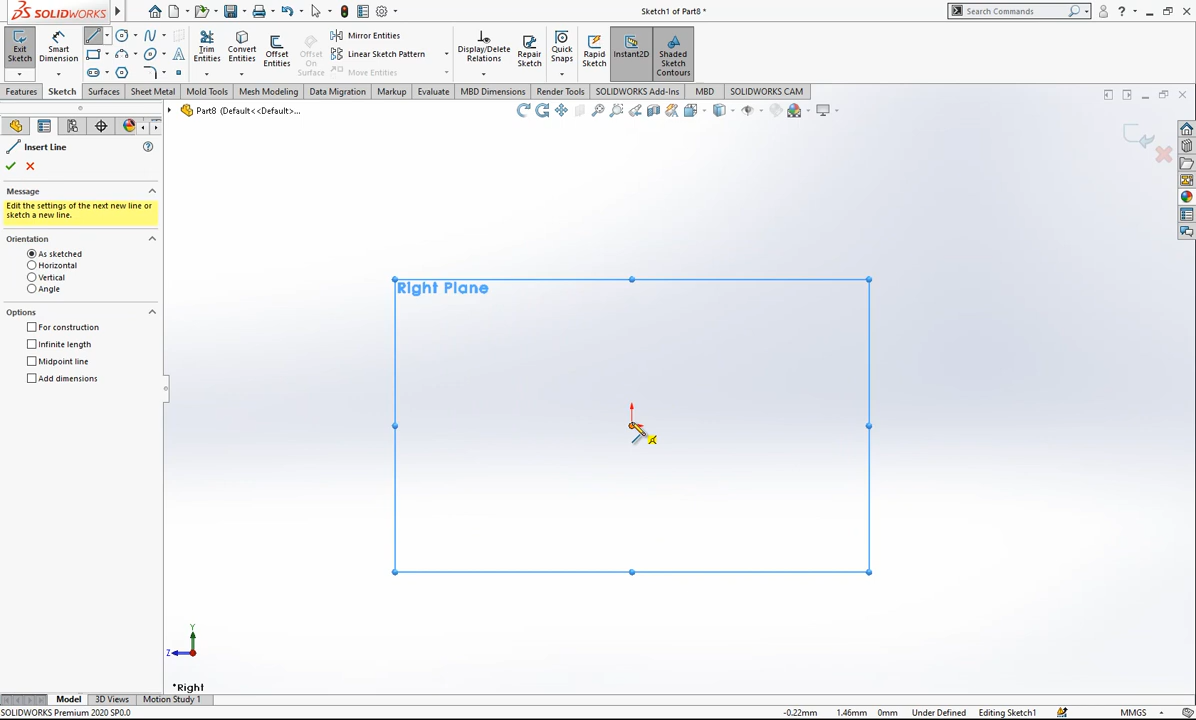 SOLIDWORKS
Sketch1 of Part8 *
Search Commands
Exit Sketch
Smart Dimension
Trim Entities
Convert Entities
Offset Entities
Offset On Surface
Mirror Entities
Linear Sketch Pattern
Move Entities
Display/Delete Relations
Repair Sketch
Quick Snaps
Rapid Sketch
Instant2D
Shaded Sketch Contours
Features
Sketch
Surfaces
Sheet Metal
Mold Tools
Mesh Modeling
Data Migration
Markup
Evaluate
MBD Dimensions
Render Tools
SOLIDWORKS Add-Ins
MBD
SOLIDWORKS CAM
Part8 (Default<<Default>...
Insert Line
Message
Edit the settings of the next new line or
sketch a new line.
Orientation
As sketched
Horizontal
Vertical
Angle
Options
For construction
Infinite length
Midpoint line
Add dimensions
Right Plane
Y
Z
*Right
Model
3D Views
Motion Study 1
SOLIDWORKS Premium 2020 SP0.0
-0.22mm
1.46mm
0mm
Under Defined
Editing Sketch1
MMGS